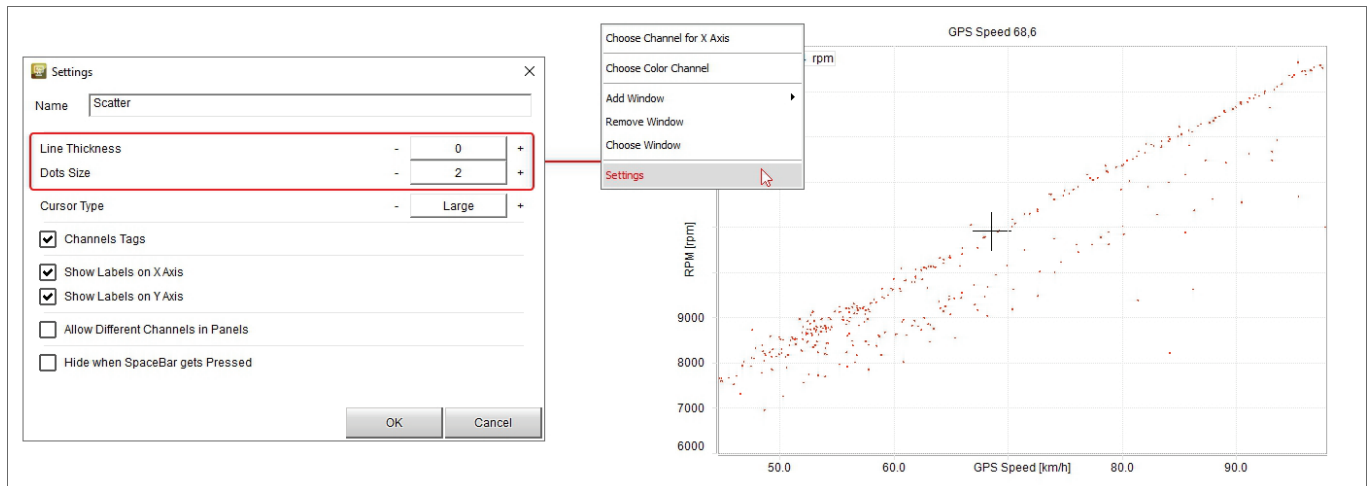 Settings
Name Scatter
Line Thickness - 0 +
Dots Size - 2 +
Cursor Type - Large +
Channels Tags
Show Labels on X Axis
Show Labels on Y Axis
Allow Different Channels in Panels
Hide when SpaceBar gets Pressed
OK Cancel
Choose Channel for X Axis
Choose Color Channel
Add Window
Remove Window
Choose Window
Settings
GPS Speed 68,6
rpm
RPM [rpm]
9000
8000
7000
6000
50.0 60.0 GPS Speed [km/h] 80.0 90.0